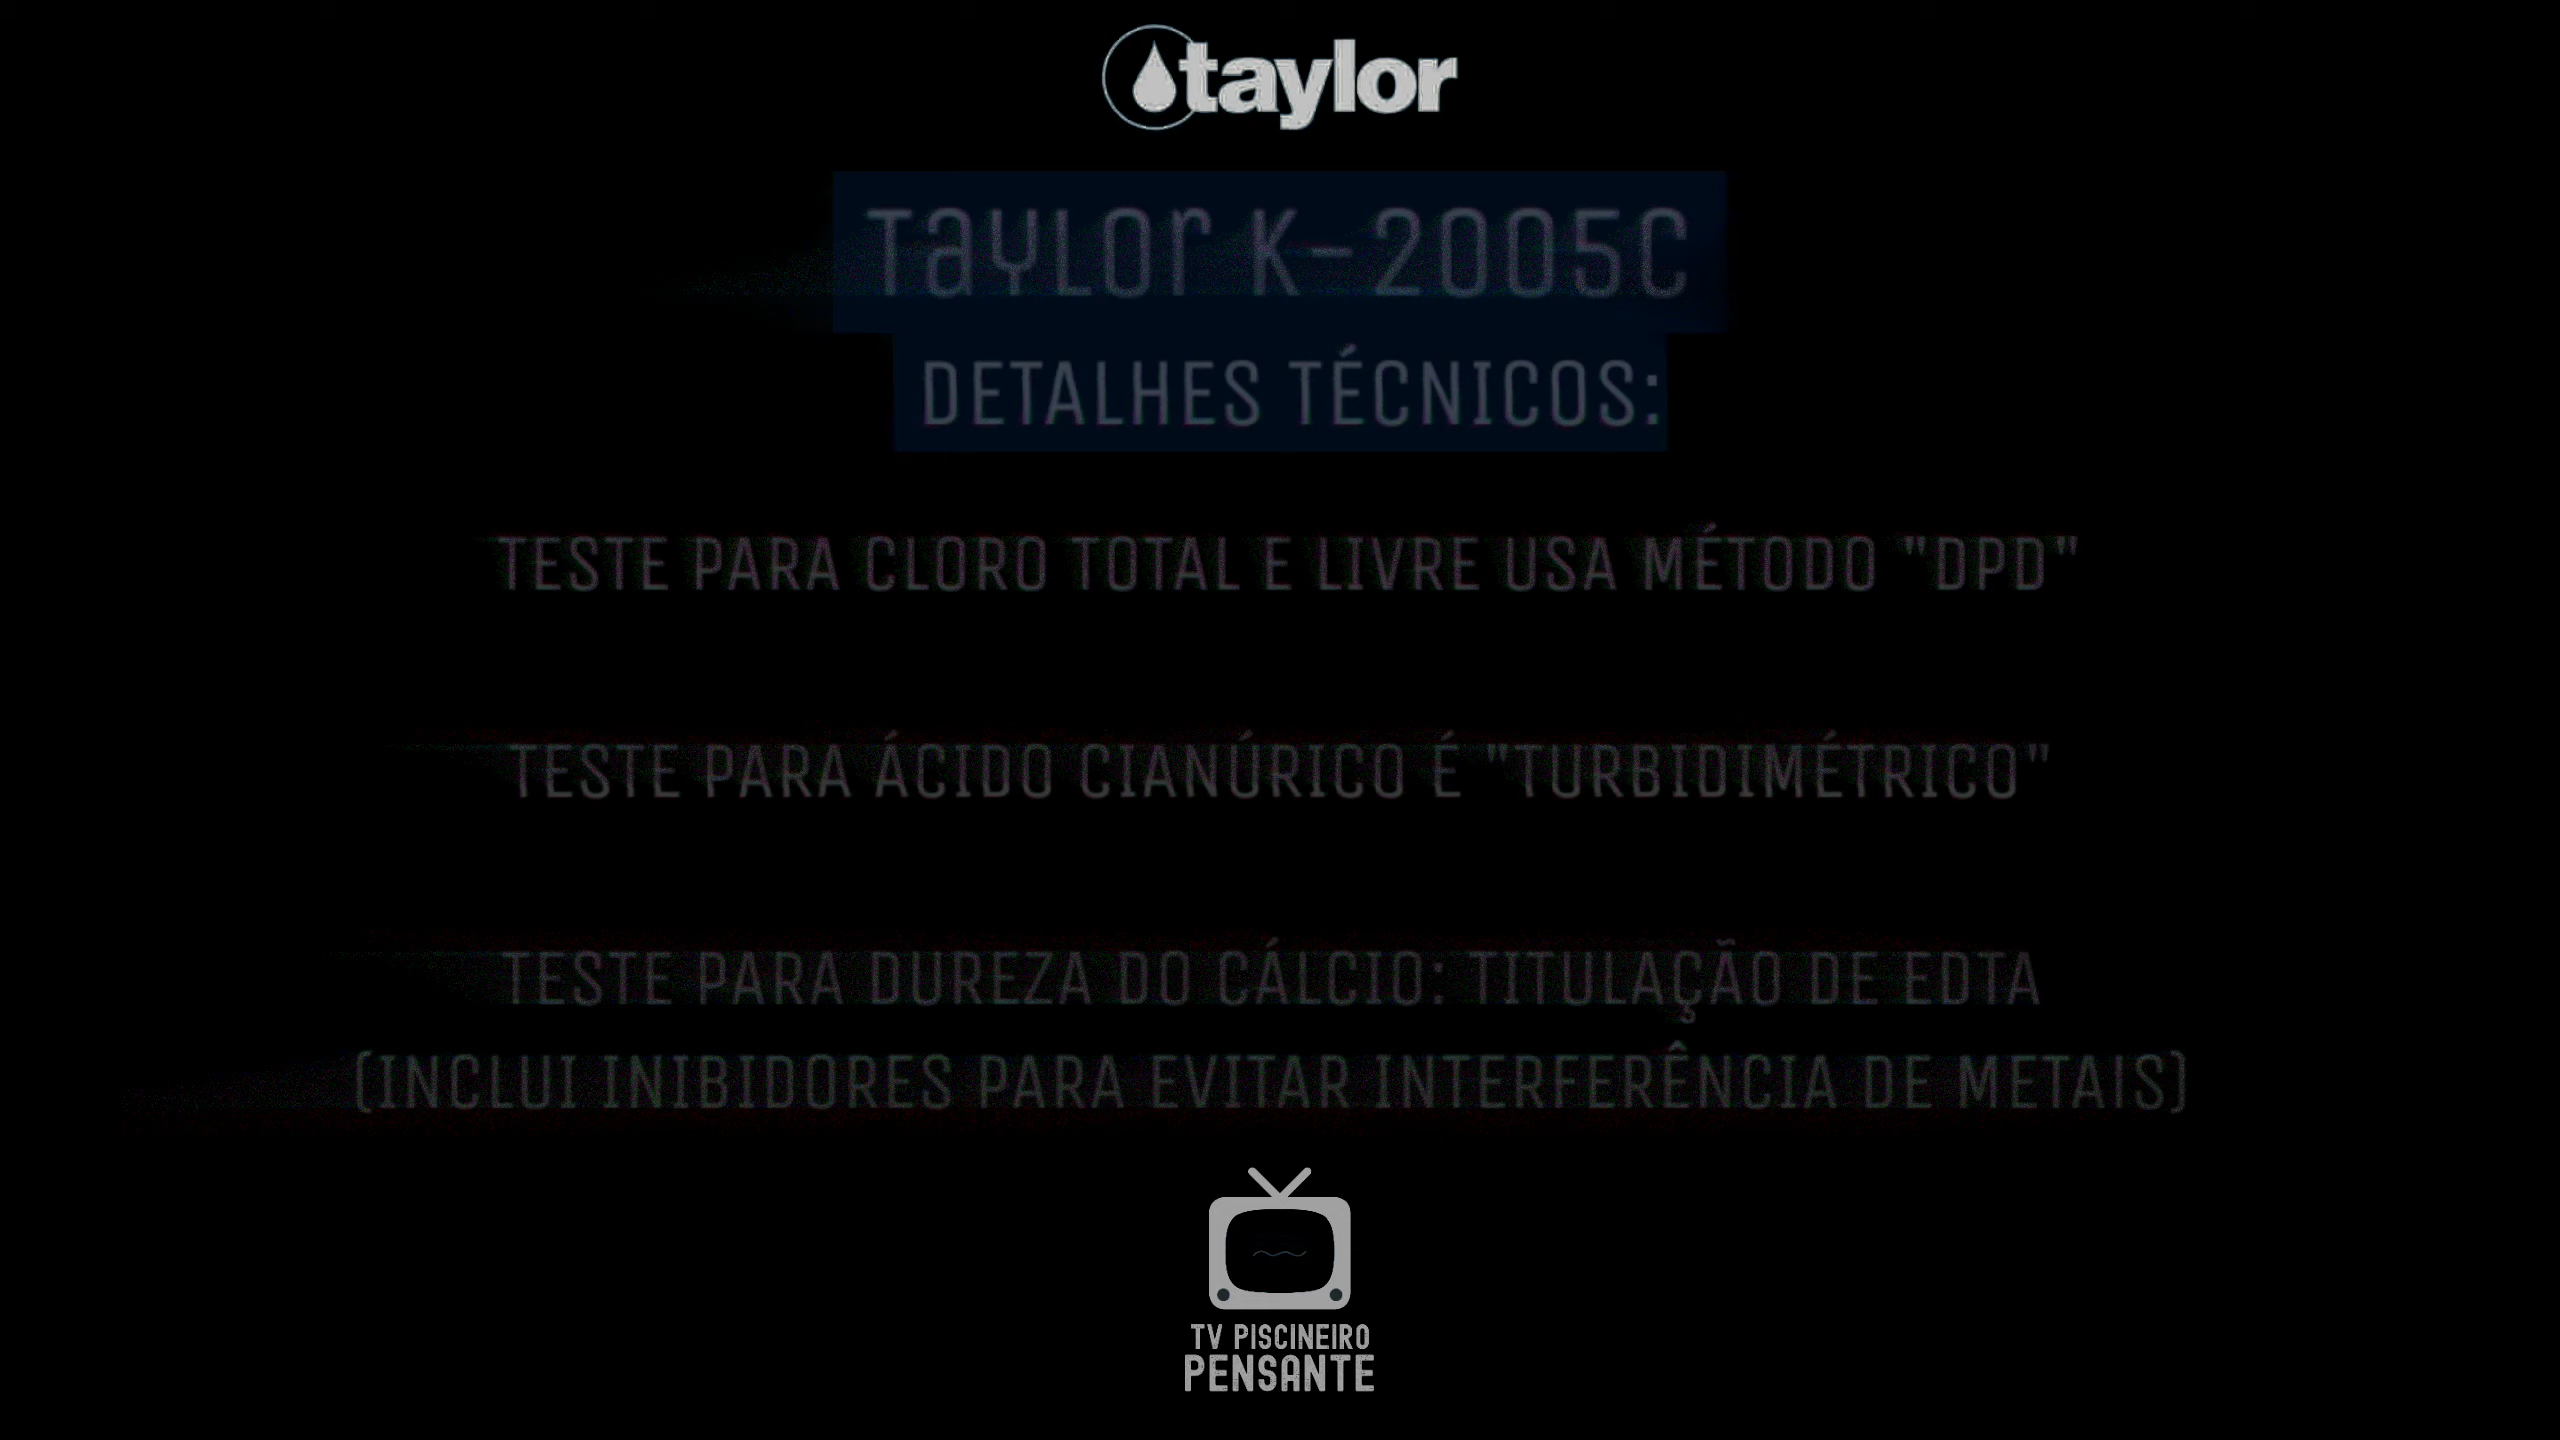 taylor
Taylor K-2005C
DETALHES TÉCNICOS:
TESTE PARA CLORO TOTAL E LIVRE USA MÉTODO "DPD"
TESTE PARA ÁCIDO CIANÚRICO É "TURBIDIMÉTRICO"
TESTE PARA DUREZA DO CÁLCIO: TITULAÇÃO DE EDTA
(INCLUI INIBIDORES PARA EVITAR INTERFERÊNCIA DE METAIS)
TV PISCINEIRO
PENSANTE